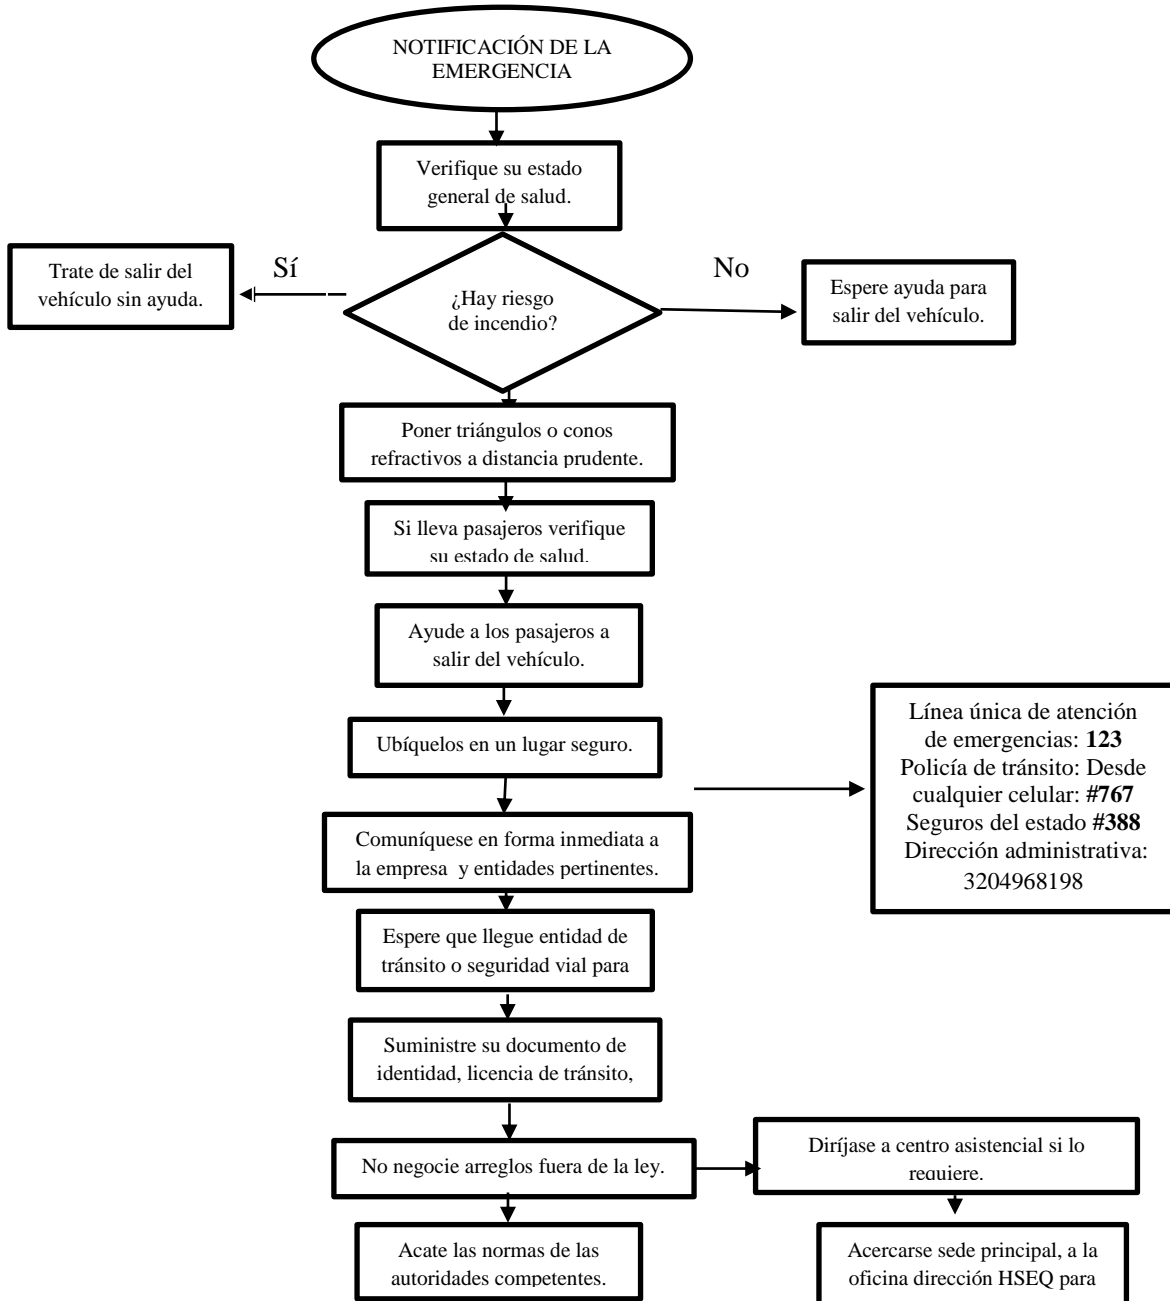 NOTIFICACIÓN DE LA
EMERGENCIA
Verifique su estado
general de salud.
Sí
No
Trate de salir del
vehículo sin ayuda.
¿Hay riesgo
de incendio?
Espere ayuda para
salir del vehículo.
Poner triángulos o conos
refractivos a distancia prudente.
Si lleva pasajeros verifique
su estado de salud.
Ayude a los pasajeros a
salir del vehículo.
Ubíquelos en un lugar seguro.
Línea única de atención
de emergencias: 123
Policía de tránsito: Desde
cualquier celular: #767
Seguros del estado #388
Dirección administrativa:
3204968198
Comuníquese en forma inmediata a
la empresa y entidades pertinentes.
Espere que llegue entidad de
tránsito o seguridad vial para
Suministre su documento de
identidad, licencia de tránsito,
No negocie arreglos fuera de la ley.
Diríjase a centro asistencial si lo
requiere.
Acate las normas de las
autoridades competentes.
Acercarse sede principal, a la
oficina dirección HSEQ para